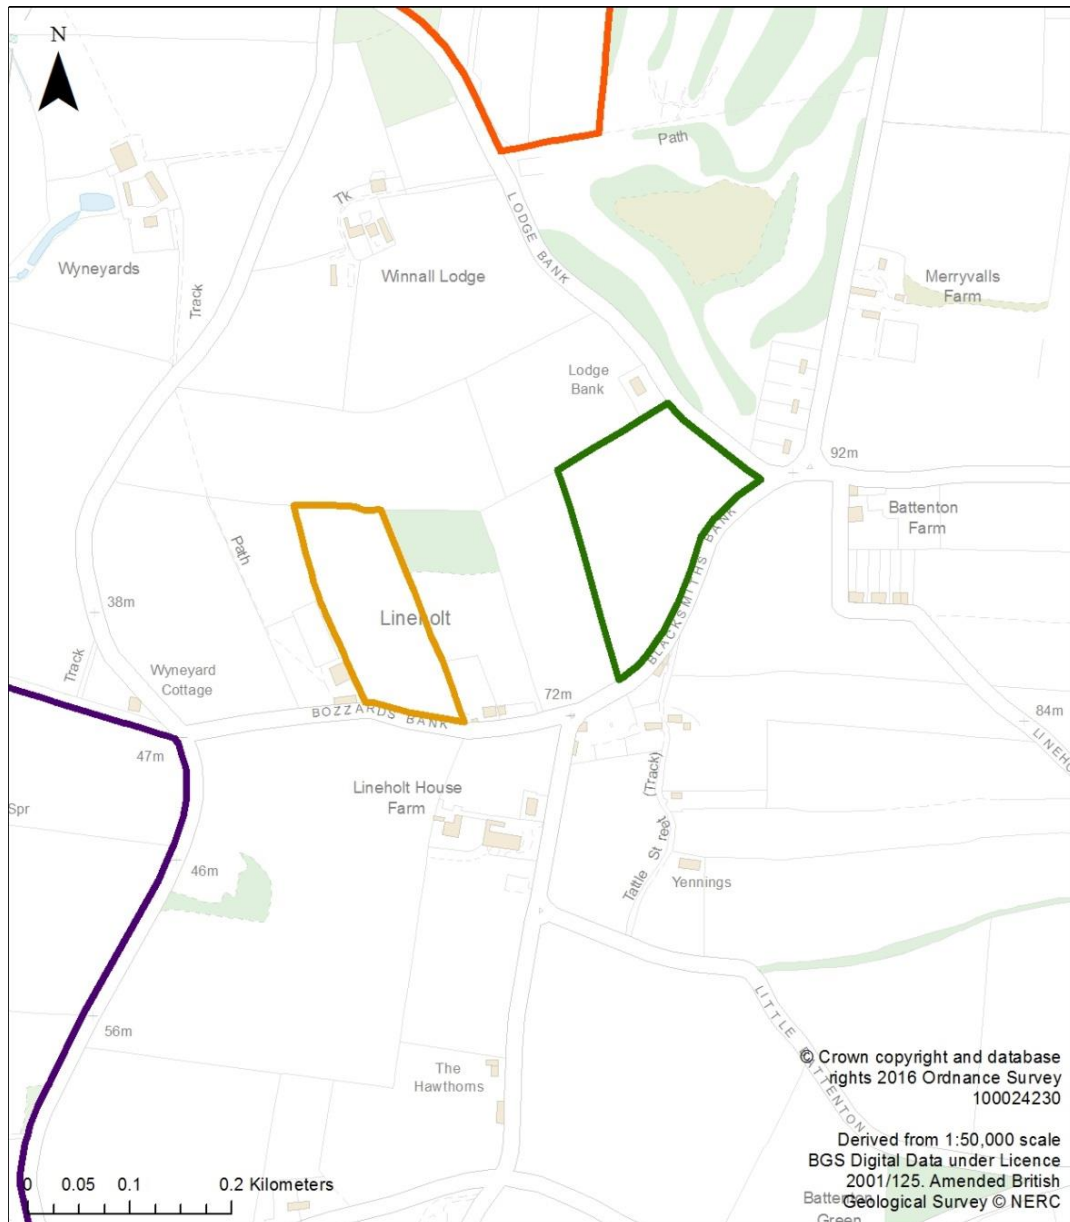 N
Path
Tk
LODGE BANK
Wyneyards
Winnall Lodge
Merryvalls
Farm
Track
Lodge
Bank
92m
Battenton
Farm
BLACKSMITHS BANK
Path
38m
Lineholt
Track
Wyneyard
Cottage
BOZZARDS BANK
72m
84m
LINEHO
47m
Lineholt House
Farm
(Track)
Spr
Tattle Street
46m
Yennings
LITTLE BATTENTON
56m
The
Hawthorns
© Crown copyright and database
rights 2016 Ordnance Survey
100024230
Derived from 1:50,000 scale
BGS Digital Data under Licence
2001/125. Amended British
Geological Survey © NERC
Battenton
Green
0 0.05 0.1 0.2 Kilometers